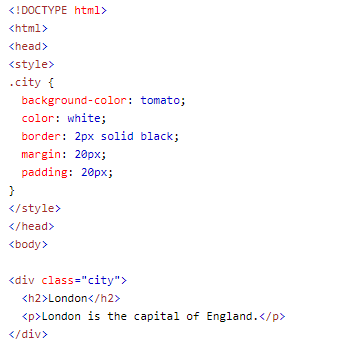 <!DOCTYPE html>
<html>
<head>
<style>
.city {
  background-color: tomato;
  color: white;
  border: 2px solid black;
  margin: 20px;
  padding: 20px;
}
</style>
</head>
<body>

<div class="city">
  <h2>London</h2>
  <p>London is the capital of England.</p>
</div>